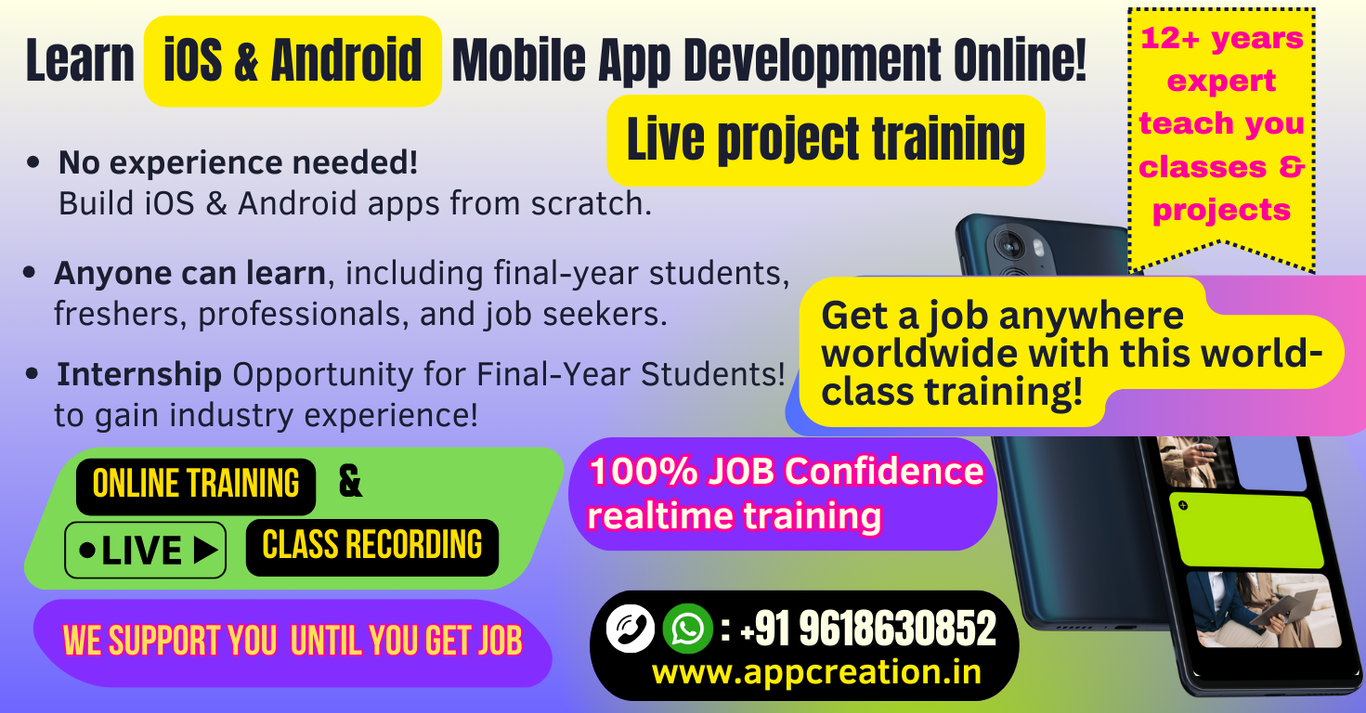 Learn iOS & Android Mobile App Development Online!
Live project training
12+ years
expert
teach you
classes &
projects
• No experience needed!
Build iOS & Android apps from scratch.
• Anyone can learn, including final-year students,
freshers, professionals, and job seekers.
• Internship Opportunity for Final-Year Students!
to gain industry experience!
Get a job anywhere
worldwide with this world-
class training!
ONLINE TRAINING &
LIVE CLASS RECORDING
100% JOB Confidence
realtime training
WE SUPPORT YOU UNTIL YOU GET JOB
: +91 9618630852
www.appcreation.in